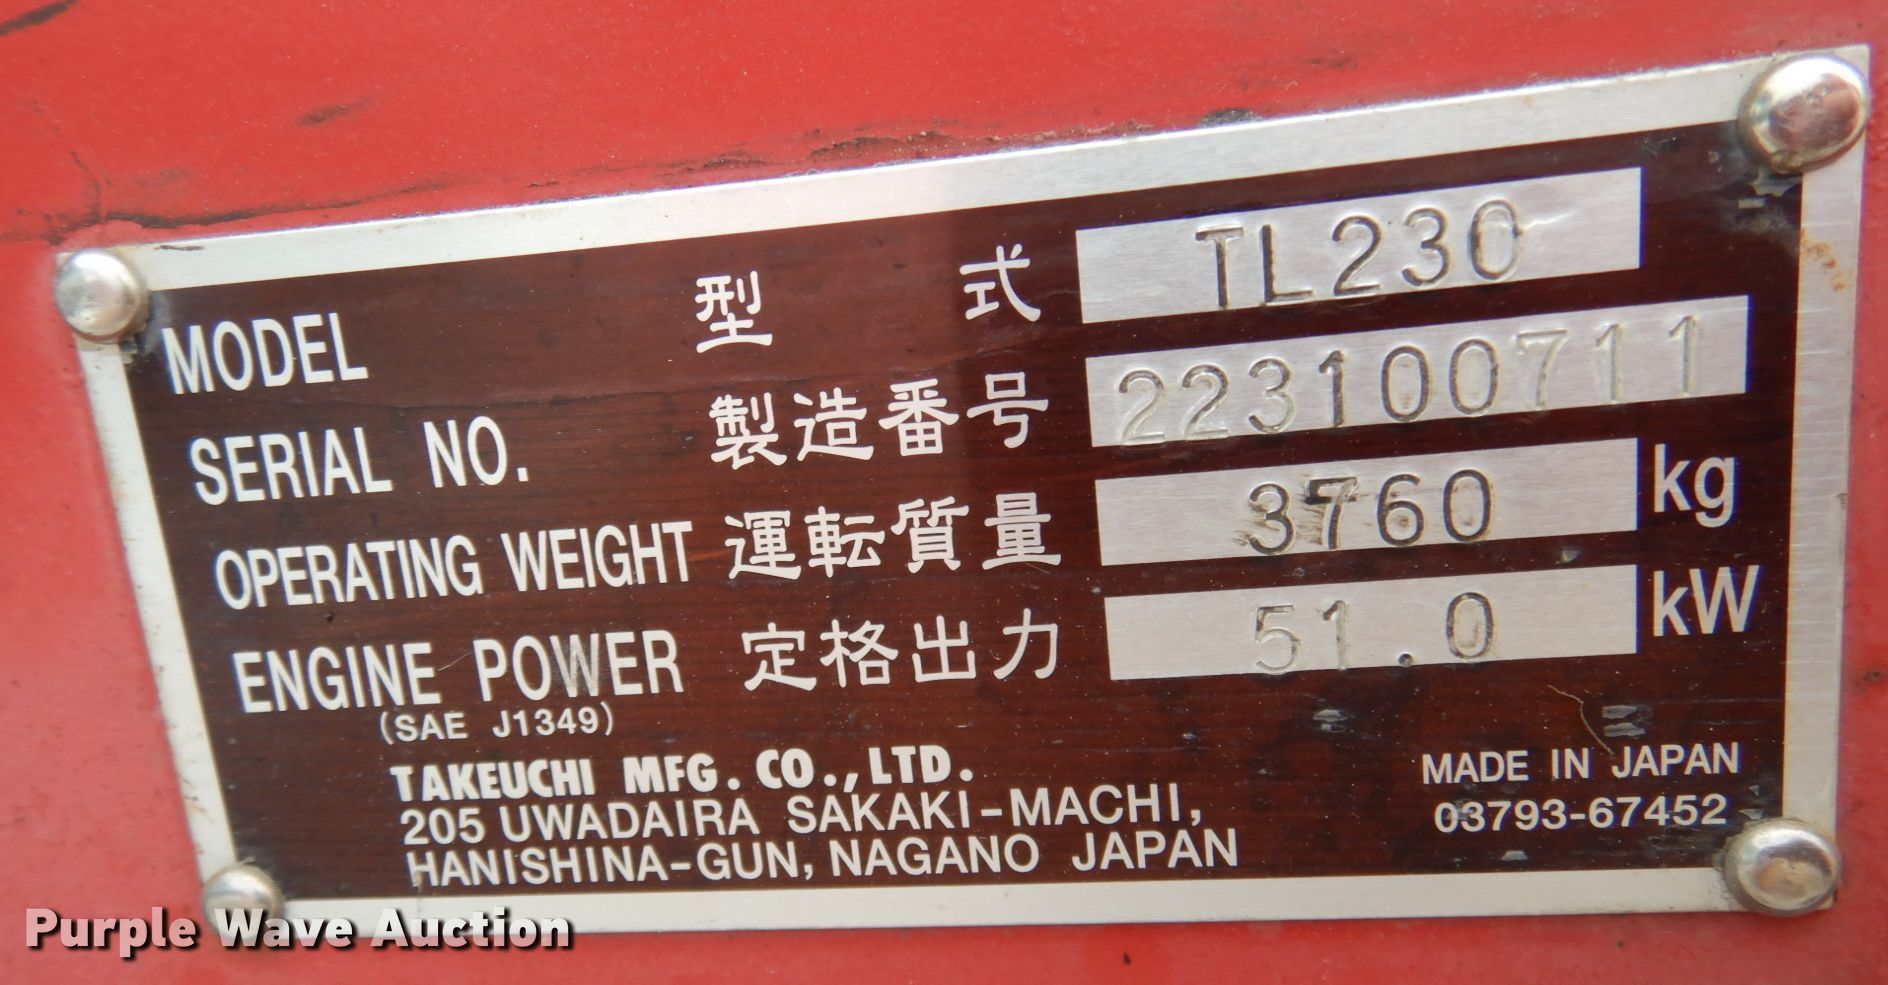 MODEL 型 式 TL230
SERIAL NO. 製造番号 223100711
OPERATING WEIGHT 運転質量 3760 kg
ENGINE POWER 定格出力 51.0 kW
(SAE J1349)
TAKEUCHI MFG. CO., LTD.
205 UWADAIRA SAKAKI-MACHI,
HANISHINA-GUN, NAGANO JAPAN
MADE IN JAPAN
03793-67452
Purple Wave Auction